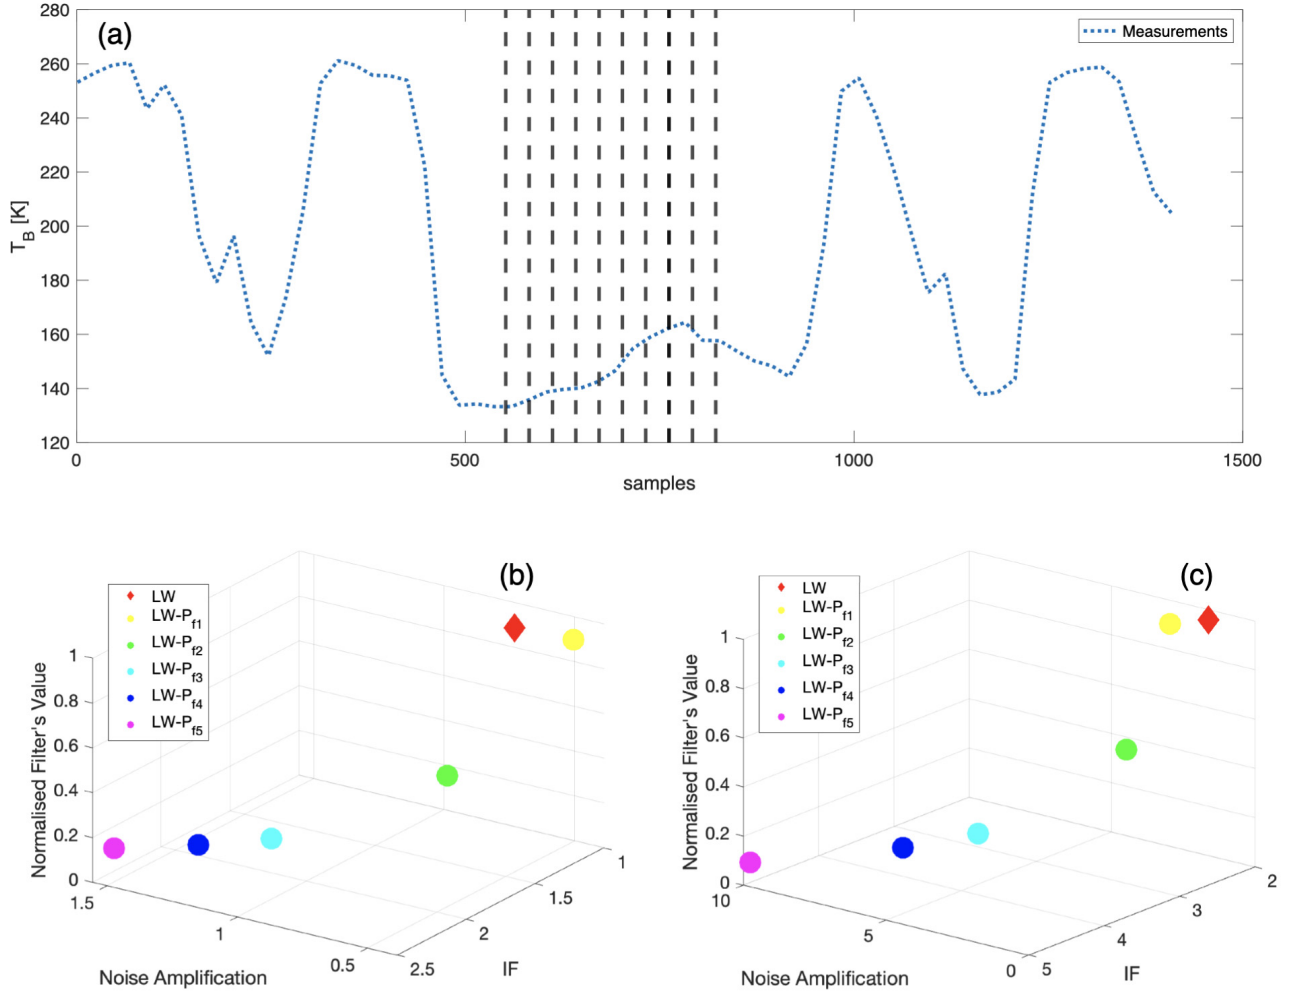 280
(a)
Measurements
260
240
220
200
180
160
140
120
T_B [K]
0
500
1000
1500
samples
(b)
LW
LW-P_f1
LW-P_f2
LW-P_f3
LW-P_f4
LW-P_f5
Normalised Filter's Value
1
0.8
0.6
0.4
0.2
0
1.5
1
0.5
Noise Amplification
2.5
2
1.5
1
IF
(c)
LW
LW-P_f1
LW-P_f2
LW-P_f3
LW-P_f4
LW-P_f5
Normalised Filter's Value
1
0.8
0.6
0.4
0.2
0
10
5
0
Noise Amplification
5
4
3
2
IF